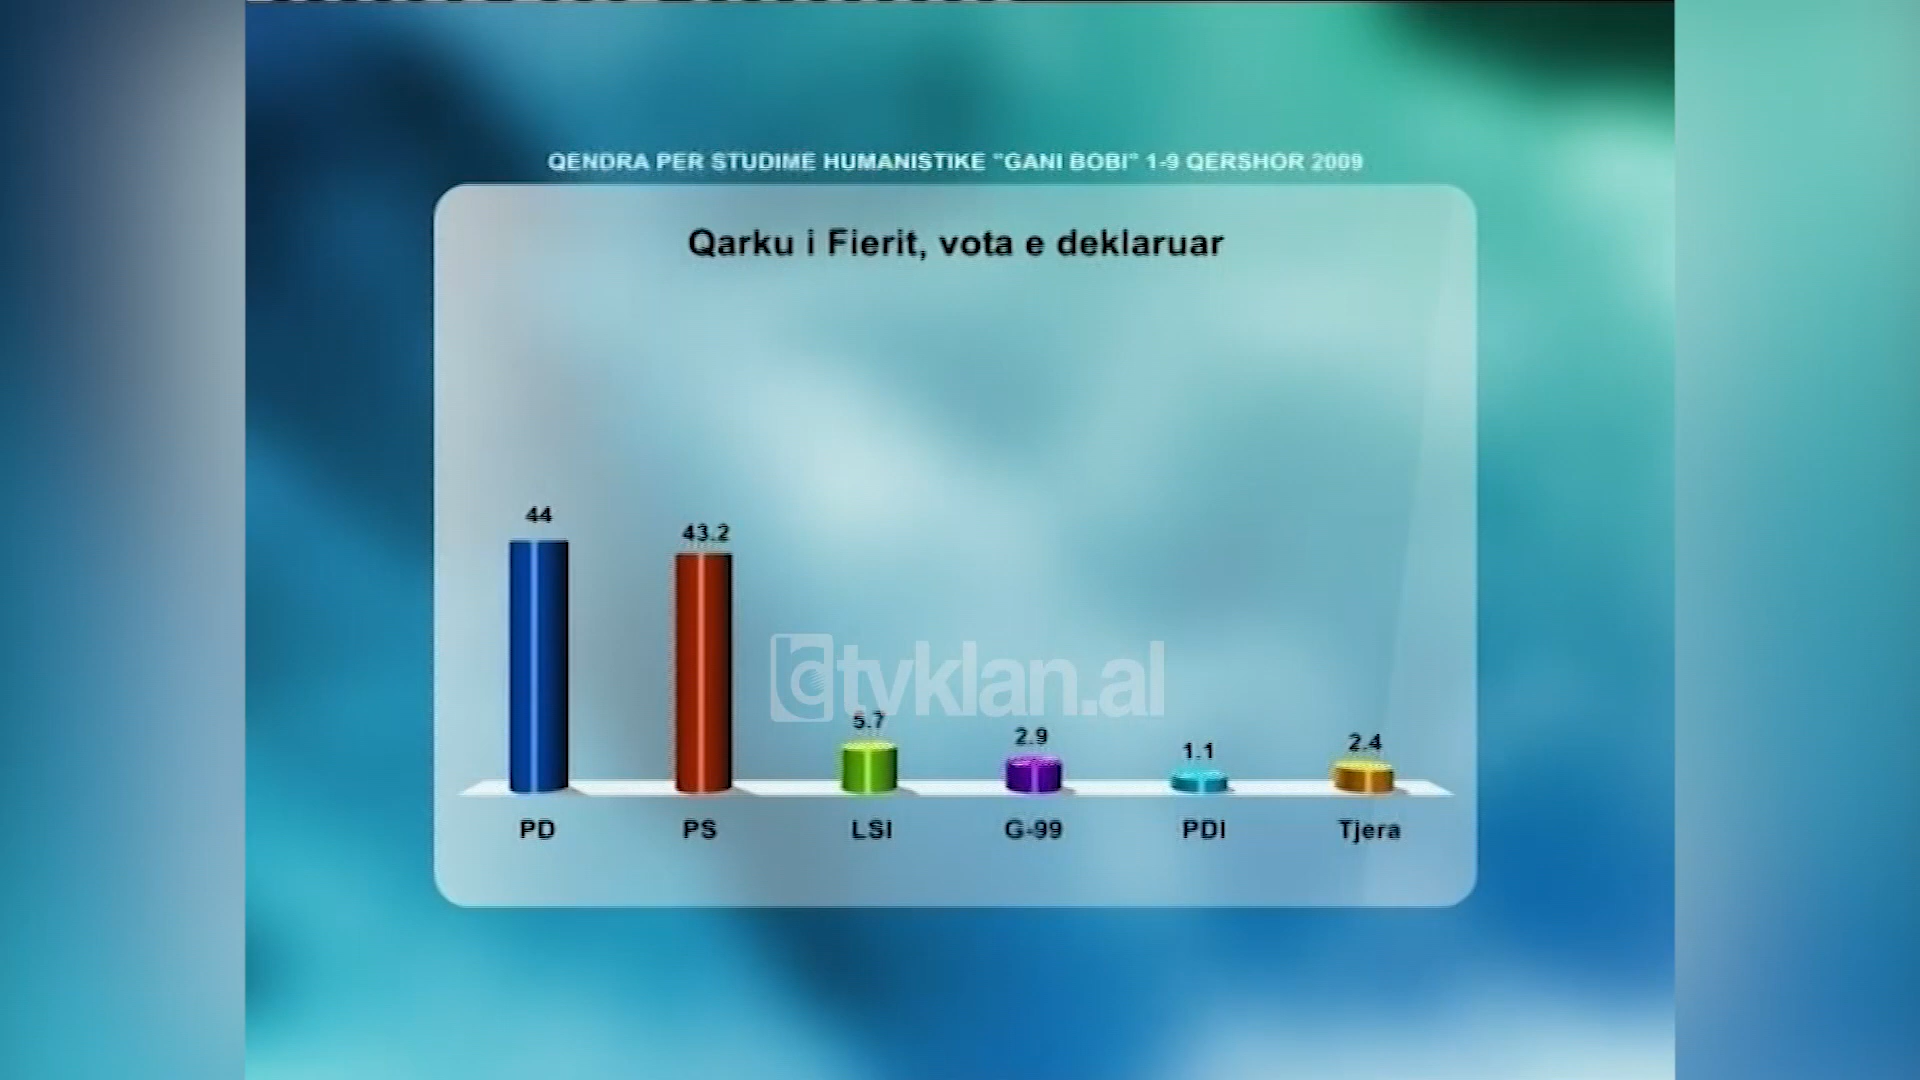 QENDRA PER STUDIME HUMANISTIKE "GANI BOBI" 1-9 QERSHOR 2009
Qarku i Fierit, vota e deklaruar
44
43.2
5.7
2.9
1.1
2.4
tvklan.al
PD
PS
LSI
G-99
PDI
Tjera